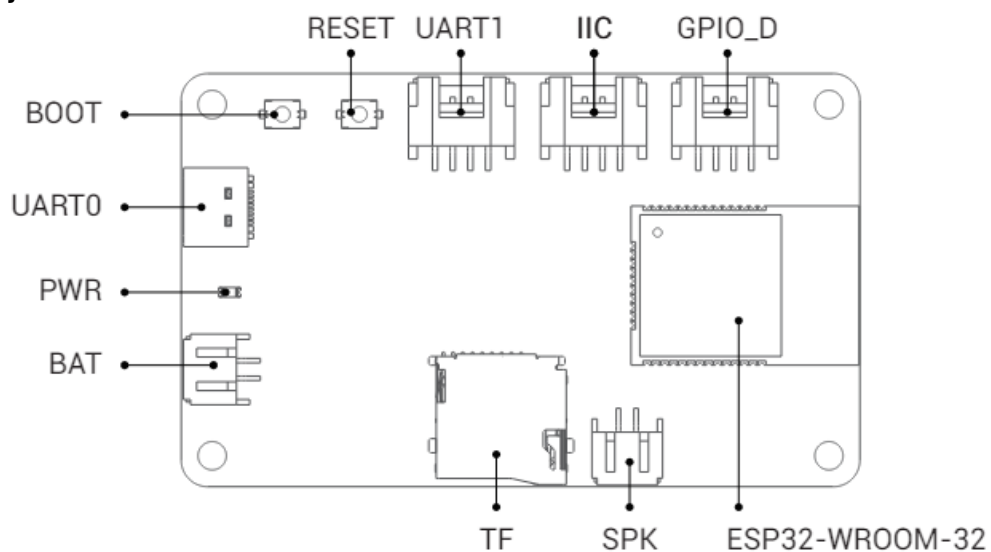 RESET UART1 IIC GPIO_D
BOOT
UART0
PWR
BAT
TF SPK ESP32-WROOM-32